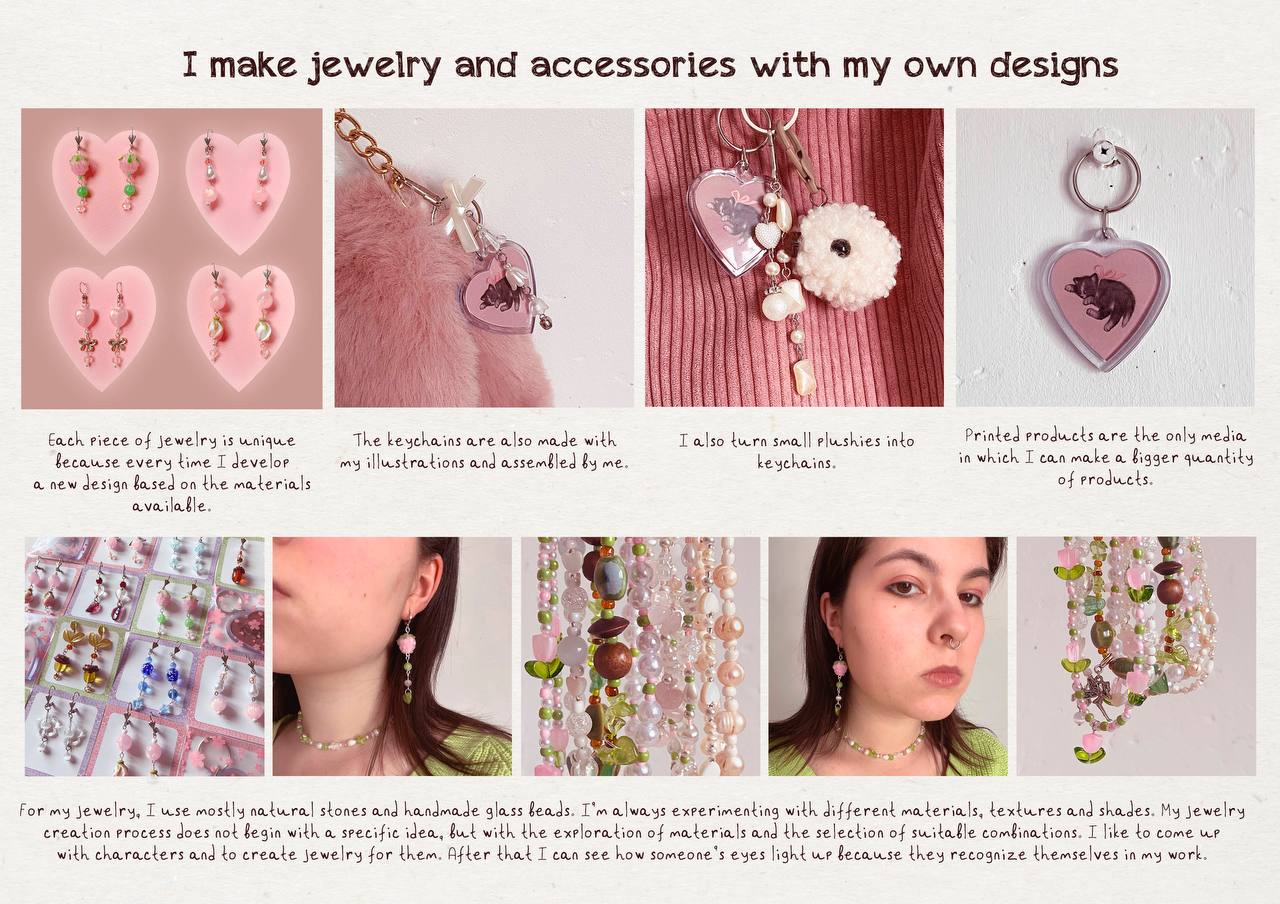 I make jewelry and accessories with my own designs
Each piece of jewelry is unique
because every time I develop
a new design based on the materials
available.
The keychains are also made with
my illustrations and assembled by me.
I also turn small plushies into
keychains.
Printed products are the only media
in which I can make a bigger quantity
of products.
For my jewelry, I use mostly natural stones and handmade glass beads. I'm always experimenting with different materials, textures and shades. My jewelry
creation process does not begin with a specific idea, but with the exploration of materials and the selection of suitable combinations. I like to come up
with characters and to create jewelry for them. After that I can see how someone's eyes light up because they recognize themselves in my work.